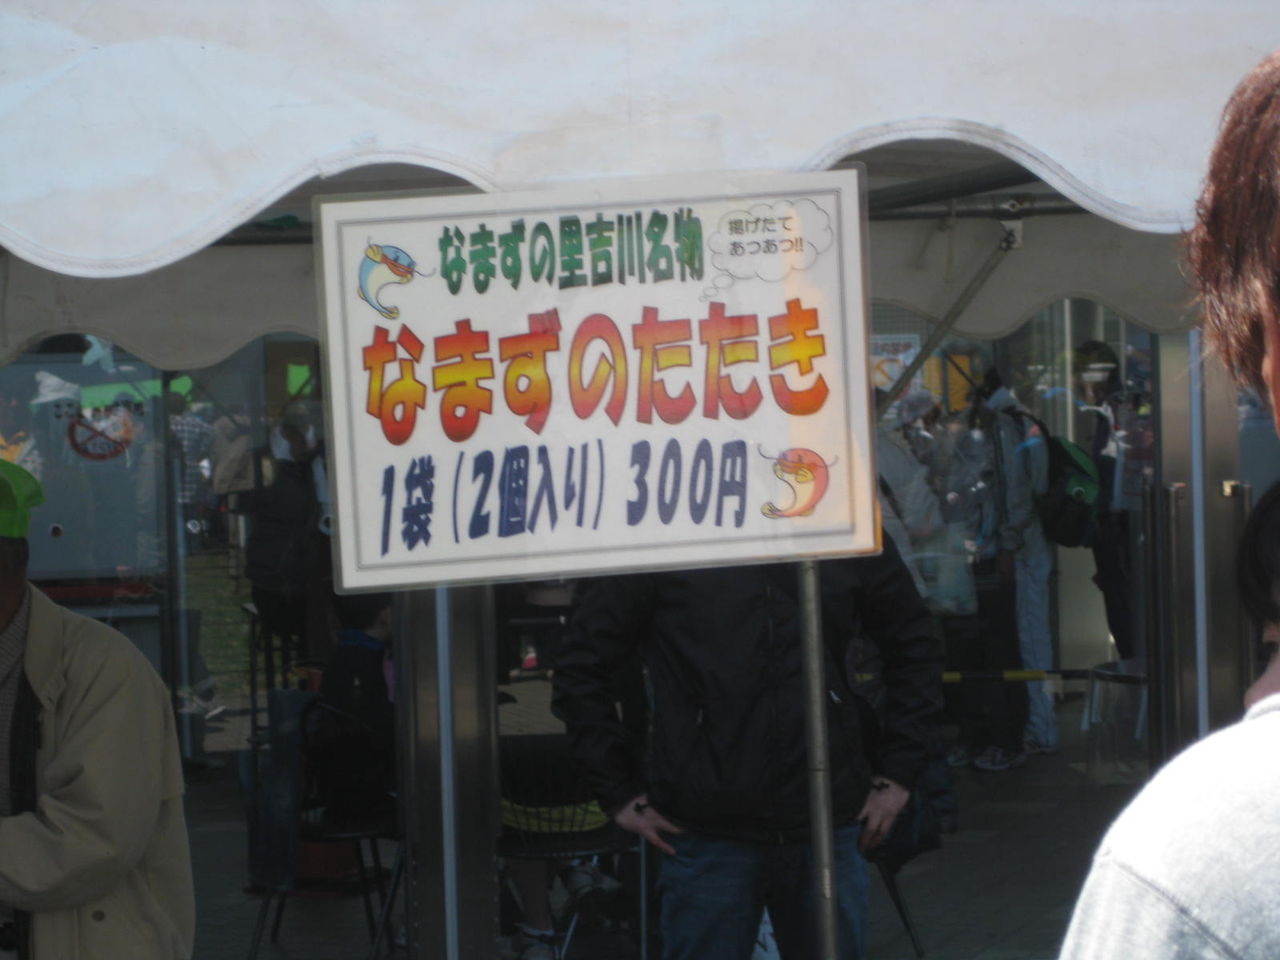 なまずの里吉川名物
揚げたて
あつあつ!!
なまずのたたき
1袋(2個入り)300円